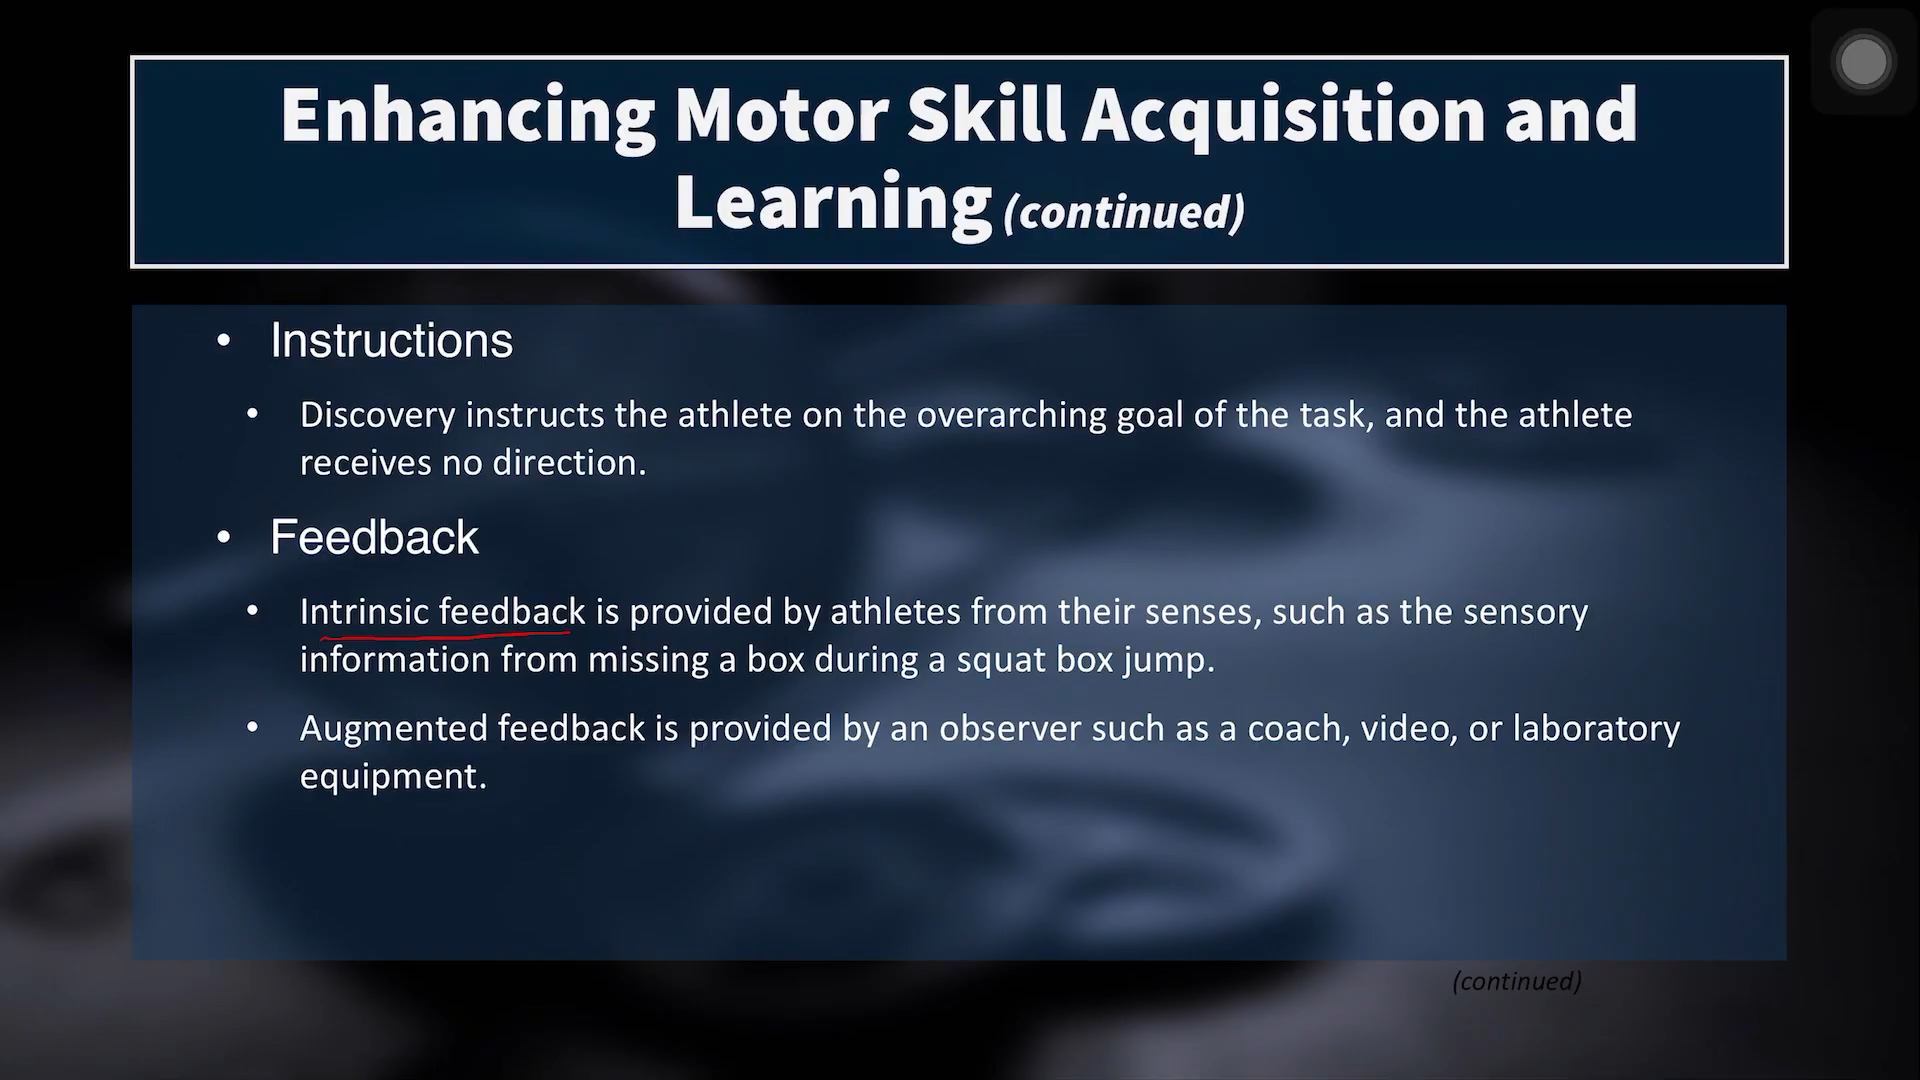 Enhancing Motor Skill Acquisition and
Learning (continued)
• Instructions
• Discovery instructs the athlete on the overarching goal of the task, and the athlete
receives no direction.
• Feedback
• Intrinsic feedback is provided by athletes from their senses, such as the sensory
information from missing a box during a squat box jump.
• Augmented feedback is provided by an observer such as a coach, video, or laboratory
equipment.
(continued)